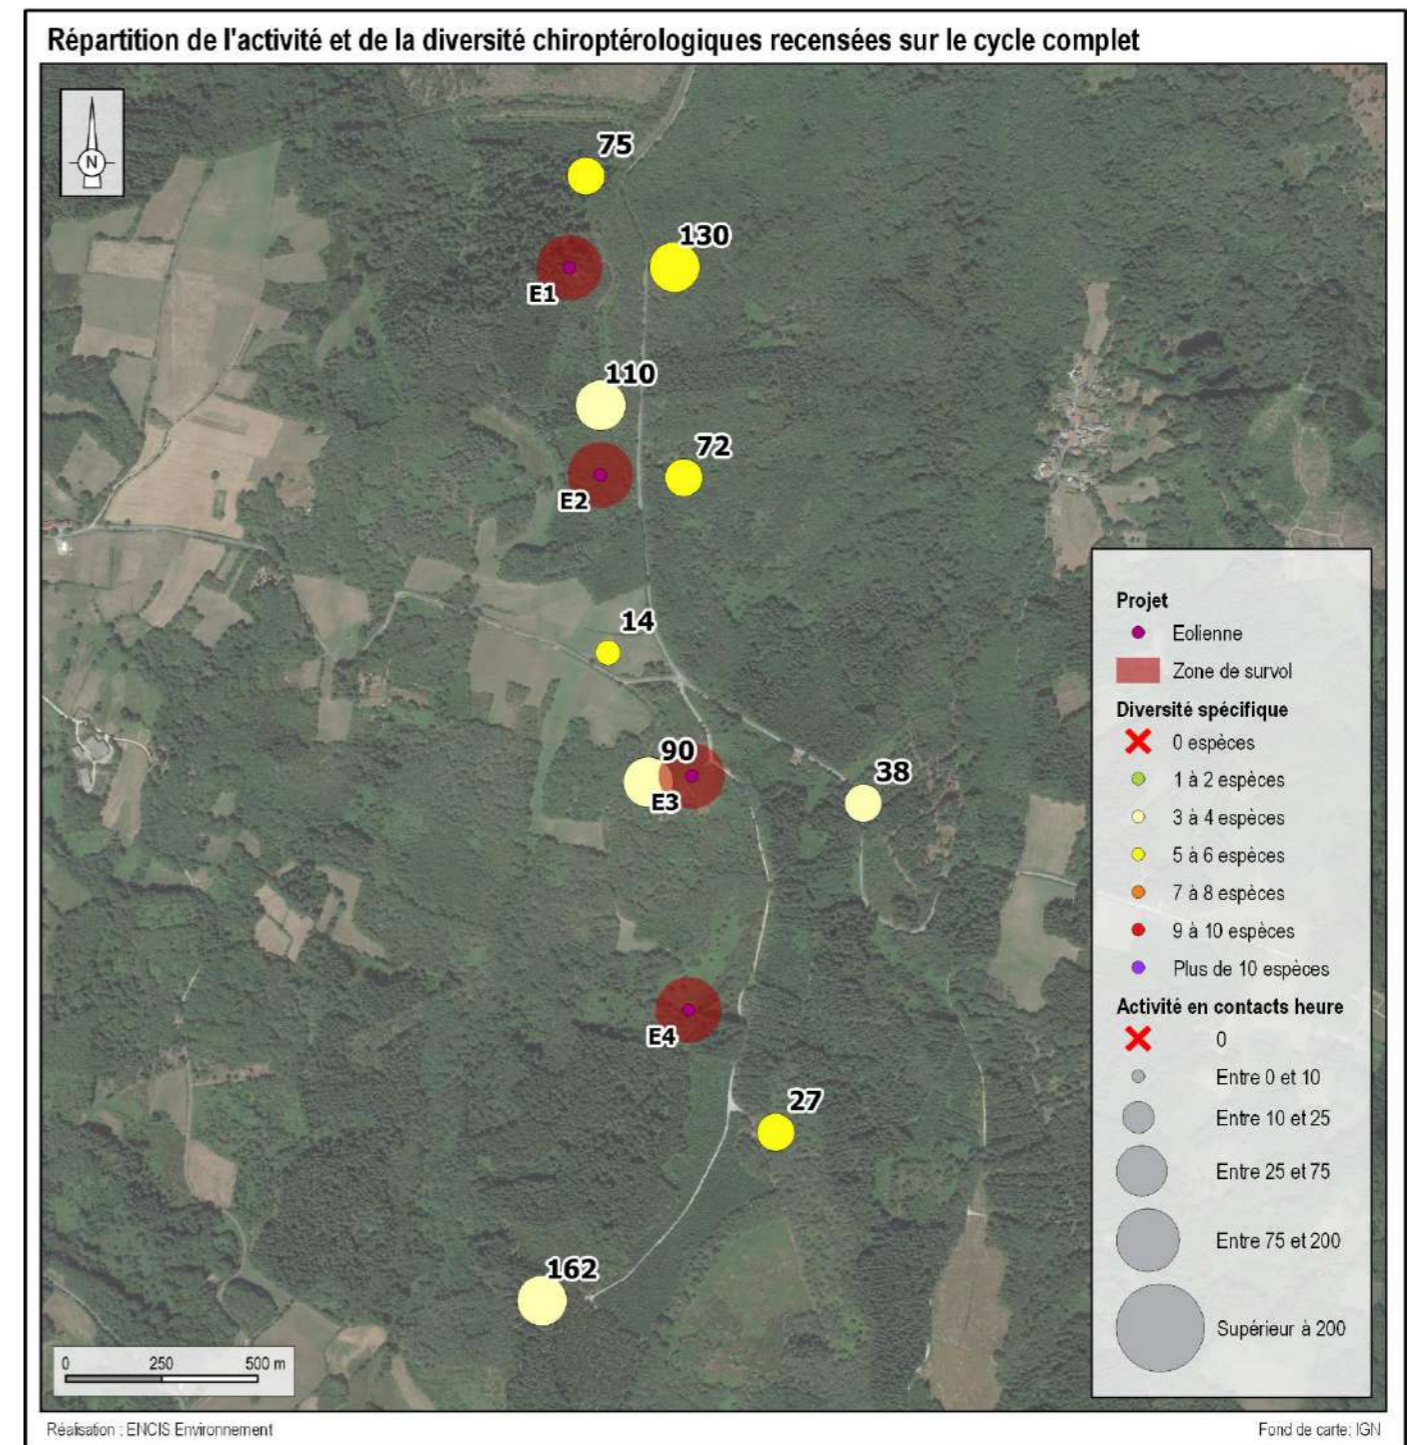 Répartition de l'activité et de la diversité chiroptérologiques recensées sur le cycle complet
N
75
130
E1
110
72
E2
14
90
38
E3
E4
27
162
Projet
Eolienne
Zone de survol
Diversité spécifique
0 espèces
1 à 2 espèces
3 à 4 espèces
5 à 6 espèces
7 à 8 espèces
9 à 10 espèces
Plus de 10 espèces
Activité en contacts heure
0
Entre 0 et 10
Entre 10 et 25
Entre 25 et 75
Entre 75 et 200
Supérieur à 200
0 250 500 m
Réalisation : ENCIS Environnement
Fond de carte: IGN